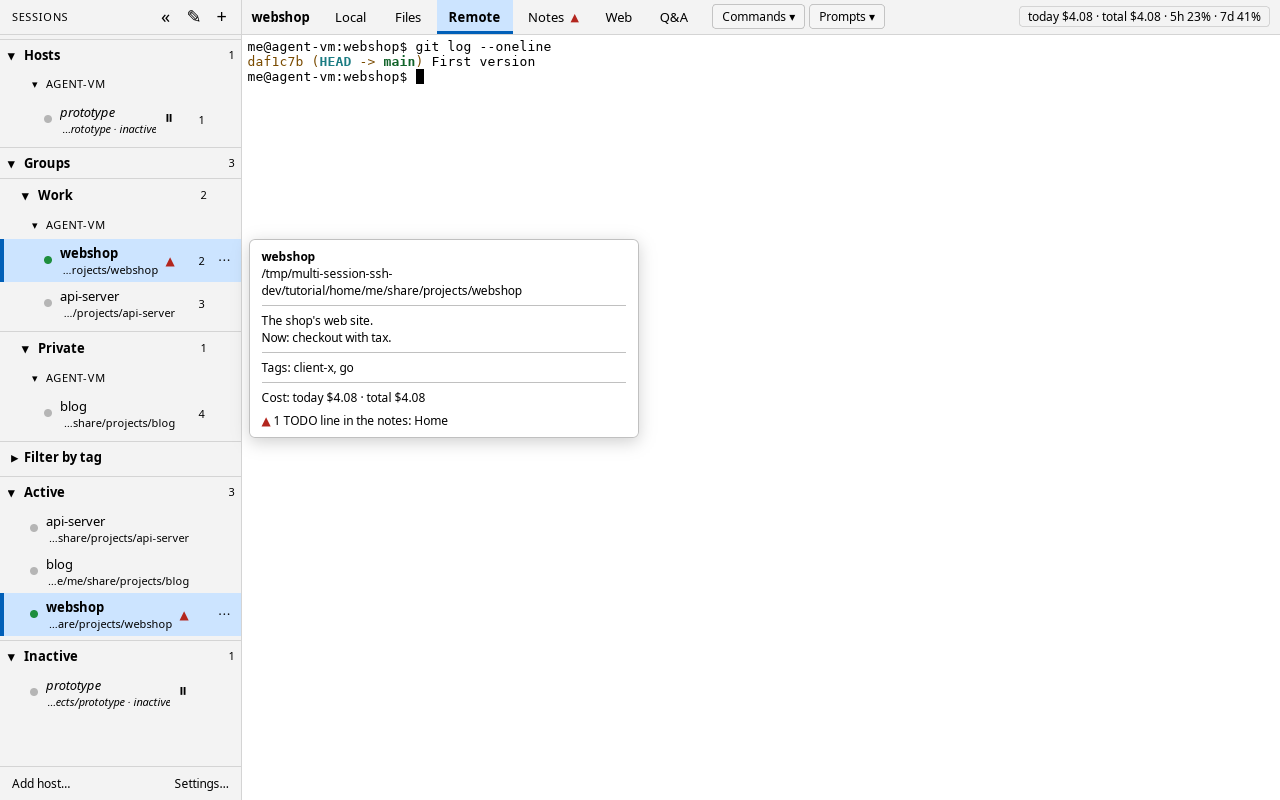 SESSIONS « ✎ +
webshop Local Files Remote Notes ▲ Web Q&A Commands ▾ Prompts ▾ today $4.08 · total $4.08 · 5h 23% · 7d 41%
▼ Hosts 1
▾ AGENT-VM
prototype ⏸ 1
...rototype · inactive
▼ Groups 3
▼ Work 2
▾ AGENT-VM
webshop ▲ 2 ···
...rojects/webshop
api-server 3
.../projects/api-server
▼ Private 1
▾ AGENT-VM
blog 4
...share/projects/blog
▶ Filter by tag
▼ Active 3
api-server
...share/projects/api-server
blog
...e/me/share/projects/blog
webshop ▲ ···
...are/projects/webshop
▼ Inactive 1
prototype ⏸
...ects/prototype · inactive
Add host... Settings...
me@agent-vm:webshop$ git log --oneline
daf1c7b (HEAD -> main) First version
me@agent-vm:webshop$
webshop
/tmp/multi-session-ssh-
dev/tutorial/home/me/share/projects/webshop
The shop's web site.
Now: checkout with tax.
Tags: client-x, go
Cost: today $4.08 · total $4.08
▲ 1 TODO line in the notes: Home